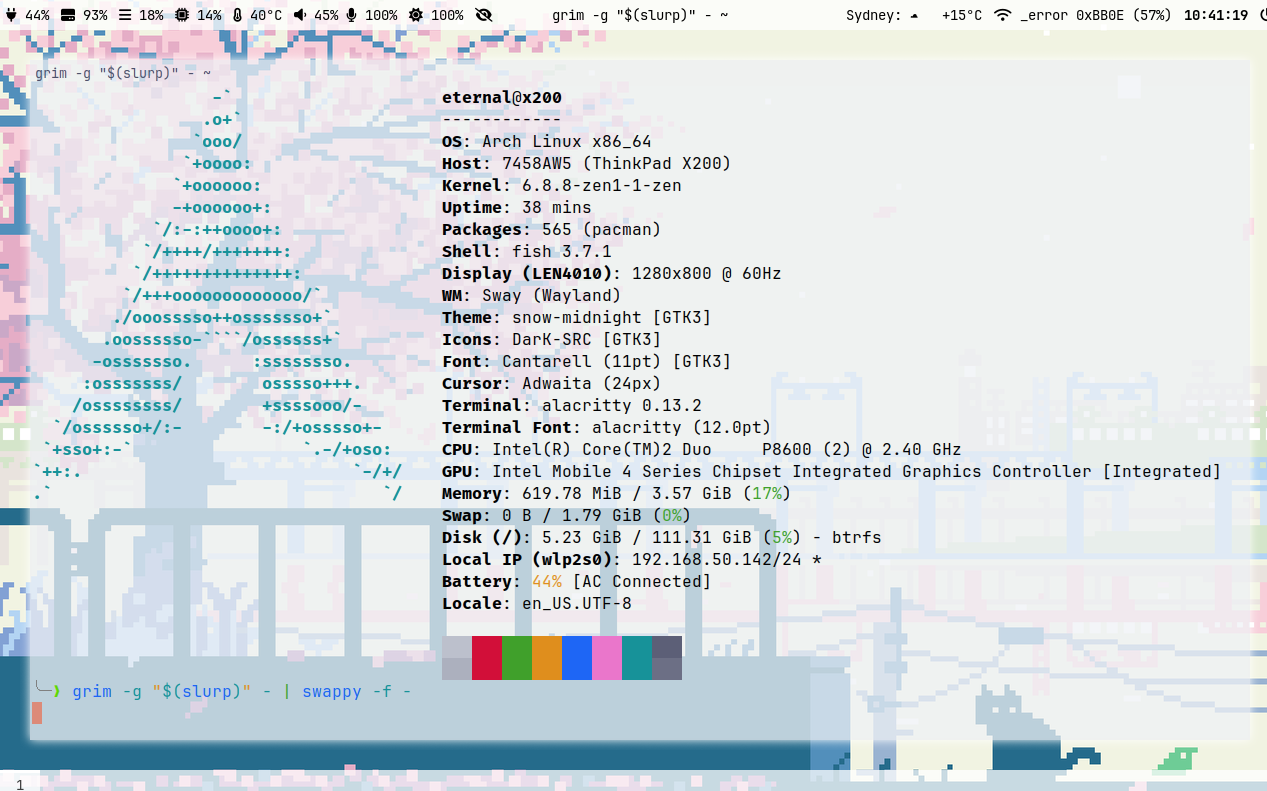 44% 93% 18% 14% 40°C 45% 100% 100% grim -g "$(slurp)" - ~ Sydney: +15°C _error 0xBB0E (57%) 10:41:19
grim -g "$(slurp)" - ~
-`
.o+`
`ooo/
`+oooo:
`+oooooo:
-+oooooo+:
`/:-:++oooo+:
`/++++/+++++++:
`/++++++++++++++:
`/+++ooooooooooooo/`
./ooosssso++osssssso+`
.oossssso-````/ossssss+`
-osssssso. :ssssssso.
:osssssss/ osssso+++.
/ossssssss/ +ssssooo/-
`/ossssso+/:- -:/+osssso+-
`+sso+:-` `.-/+oso:
`++:. `-/+/
.` `/
eternal@x200
------------
OS: Arch Linux x86_64
Host: 7458AW5 (ThinkPad X200)
Kernel: 6.8.8-zen1-1-zen
Uptime: 38 mins
Packages: 565 (pacman)
Shell: fish 3.7.1
Display (LEN4010): 1280x800 @ 60Hz
WM: Sway (Wayland)
Theme: snow-midnight [GTK3]
Icons: DarK-SRC [GTK3]
Font: Cantarell (11pt) [GTK3]
Cursor: Adwaita (24px)
Terminal: alacritty 0.13.2
Terminal Font: alacritty (12.0pt)
CPU: Intel(R) Core(TM)2 Duo     P8600 (2) @ 2.40 GHz
GPU: Intel Mobile 4 Series Chipset Integrated Graphics Controller [Integrated]
Memory: 619.78 MiB / 3.57 GiB (17%)
Swap: 0 B / 1.79 GiB (0%)
Disk (/): 5.23 GiB / 111.31 GiB (5%) - btrfs
Local IP (wlp2s0): 192.168.50.142/24 *
Battery: 44% [AC Connected]
Locale: en_US.UTF-8
╰─❯ grim -g "$(slurp)" - | swappy -f -
1